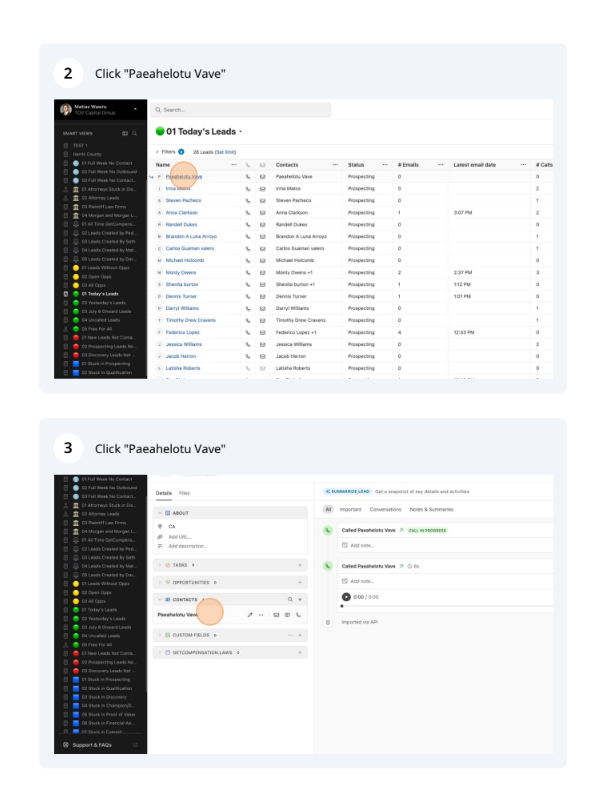 2 Click "Paeahelotu Vave"
Matias Waero
TGV Capital Group
Search...
SMART VIEWS
01 Today's Leads
TEST 1
Harris County
Filters
26 Leads (Set limit)
01 Full Week No Contact
02 Full Week No Outbound
03 Full Week No Contact..
01 Attorneys Stuck in Dis..
02 Attorney Leads
03 Plaintiff Law Firms
04 Morgan and Morgan L...
01 All Time GetCompens..
02 Leads Created by Ped..
03 Leads Created By Seth
04 Leads Created by Mat..
05 Leads Created by Dav..
01 Leads Without Opps
02 Open Opps
03 All Opps
01 Today's Leads
02 Yesterday's Leads
03 July 8 Onward Leads
04 Uncalled Leads
05 Free For All
01 New Leads Not Conta..
02 Prospecting Leads No..
03 Discovery Leads Not ..
01 Stuck in Prospecting
02 Stuck in Qualification
Name ··· Contacts ··· Status ··· # Emails ··· Latest email date ··· # Calls
P Paeahelotu Vave Paeahelotu Vave Prospecting 0 0
I Irma Matos Irma Matos Prospecting 0 2
S Steven Pacheco Steven Pacheco Prospecting 0 1
A Anna Clarkson Anna Clarkson Prospecting 1 3:07 PM 2
R Randell Dukes Randell Dukes Prospecting 0 0
B Brandon A Luna Arroyo Brandon A Luna Arroyo Prospecting 0 1
C Carlos Guaman valero Carlos Guaman valero Prospecting 0 1
M Michael Holcomb Michael Holcomb Prospecting 0 0
M Monty Owens Monty Owens +1 Prospecting 2 2:37 PM 3
S Shenita burton Shenita burton +1 Prospecting 1 1:12 PM 0
D Dennis Turner Dennis Turner Prospecting 1 1:01 PM 0
D Darryl Williams Darryl Williams Prospecting 0 1
T Timothy Drew Cravens Timothy Drew Cravens Prospecting 0 1
F Federico Lopez Federico Lopez +1 Prospecting 4 12:33 PM 0
J Jessica Williams Jessica Williams Prospecting 0 2
J Jacob Herron Jacob Herron Prospecting 0 0
L Latisha Roberts Latisha Roberts Prospecting 0 0
3 Click "Paeahelotu Vave"
01 Full Week No Contact
02 Full Week No Outbound
03 Full Week No Contact..
01 Attorneys Stuck in Dis..
02 Attorney Leads
03 Plaintiff Law Firms
04 Morgan and Morgan L...
01 All Time GetCompens..
02 Leads Created by Ped..
03 Leads Created By Seth
04 Leads Created by Mat..
05 Leads Created by Dav..
01 Leads Without Opps
02 Open Opps
03 All Opps
01 Today's Leads
02 Yesterday's Leads
03 July 8 Onward Leads
04 Uncalled Leads
05 Free For All
01 New Leads Not Conta..
02 Prospecting Leads No..
03 Discovery Leads Not ..
01 Stuck in Prospecting
02 Stuck in Qualification
03 Stuck in Discovery
04 Stuck in Champion/D..
05 Stuck in Proof of Value
06 Stuck in Financial Ap..
07 Stuck in Commit
Support & FAQs
Details Files
ABOUT
CA
Add URL...
Add description...
TASKS 0 +
OPPORTUNITIES 0 +
CONTACTS +
Paeahelotu Vave
CUSTOM FIELDS 0 +
GETCOMPENSATION.LAWS 0 +
SUMMARIZE LEAD Get a snapshot of key details and activities
All Important Conversations Notes & Summaries
Called Paeahelotu Vave CALL IN PROGRESS
Add note...
Called Paeahelotu Vave 6s
Add note...
0:00 / 0:05
Imported via API